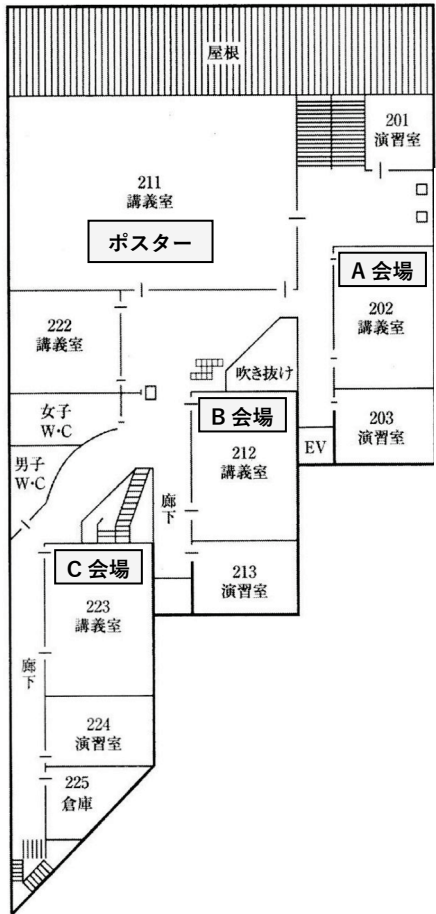 屋根
201
演習室
211
講義室
ポスター
A 会場
202
講義室
222
講義室
吹き抜け
女子
W・C
B 会場
203
演習室
EV
男子
W・C
212
講義室
廊
下
C 会場
213
演習室
223
講義室
廊
下
224
演習室
225
倉庫